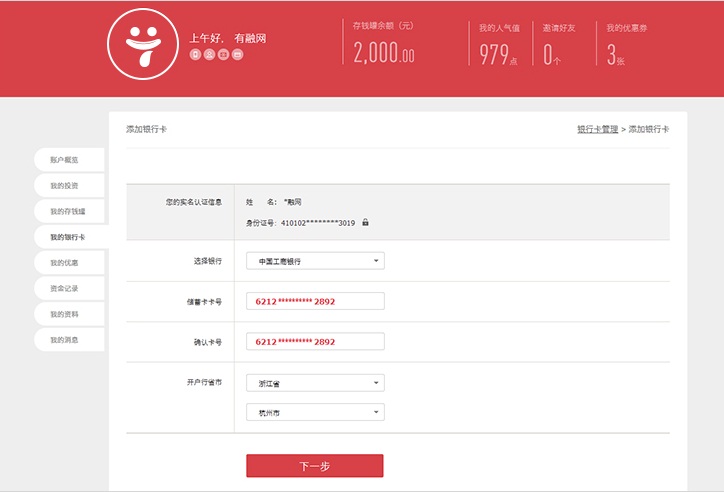 上午好， 有融网
存钱罐余额（元）
2,000.00
我的人气值
979点
邀请好友
0个
我的优惠券
3张
添加银行卡
银行卡管理 > 添加银行卡
账户概览
我的投资
我的存钱罐
我的银行卡
我的优惠
资金记录
我的资料
我的消息
您的实名认证信息
姓 名： *融网
身份证号：410102********3019
选择银行
中国工商银行
储蓄卡卡号
6212 ********** 2892
确认卡号
6212 ********** 2892
开户行省市
浙江省
杭州市
下一步